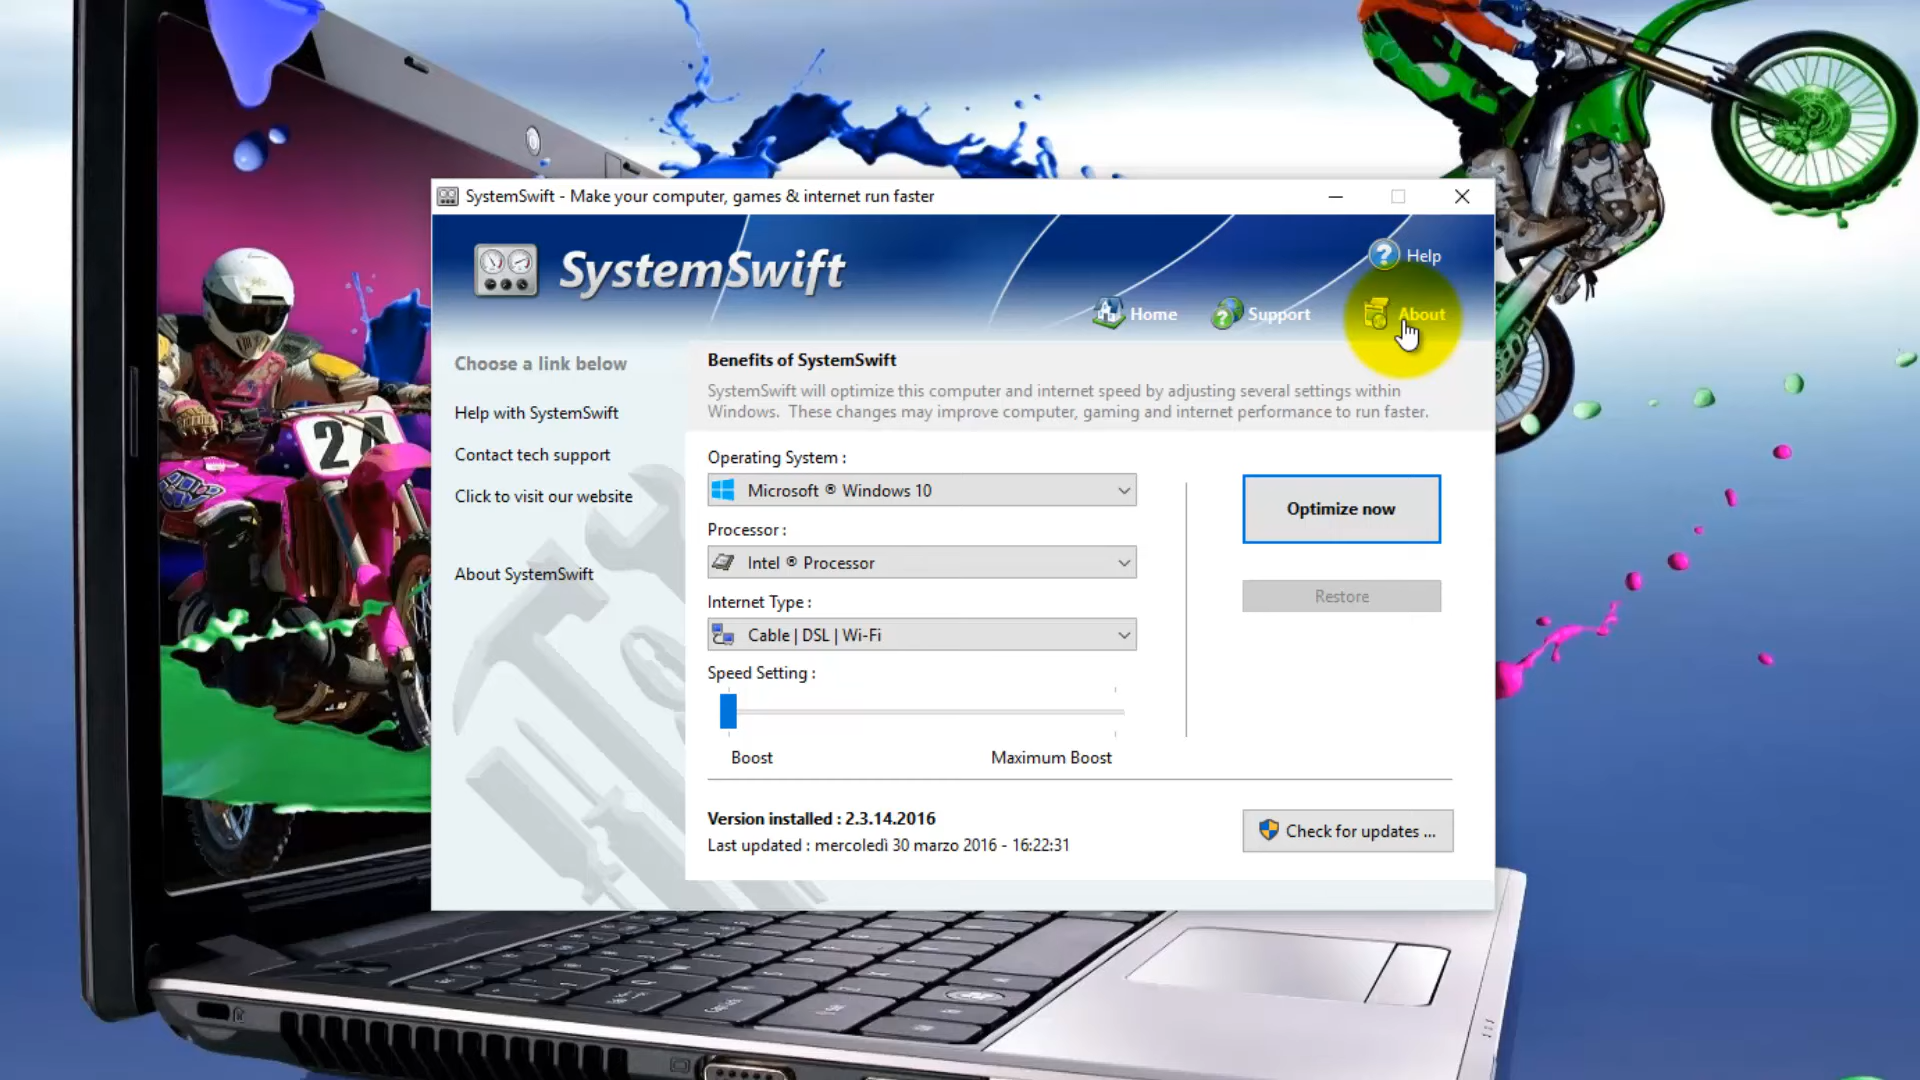 SystemSwift - Make your computer, games & internet run faster
SystemSwift
Help
Home
Support
About
Choose a link below
Help with SystemSwift
Contact tech support
Click to visit our website
About SystemSwift
Benefits of SystemSwift
SystemSwift will optimize this computer and internet speed by adjusting several settings within
Windows. These changes may improve computer, gaming and internet performance to run faster.
Operating System :
Microsoft ® Windows 10
Processor :
Intel ® Processor
Internet Type :
Cable | DSL | Wi-Fi
Speed Setting :
Boost
Maximum Boost
Optimize now
Restore
Version installed : 2.3.14.2016
Last updated : mercoledì 30 marzo 2016 - 16:22:31
Check for updates ...
24